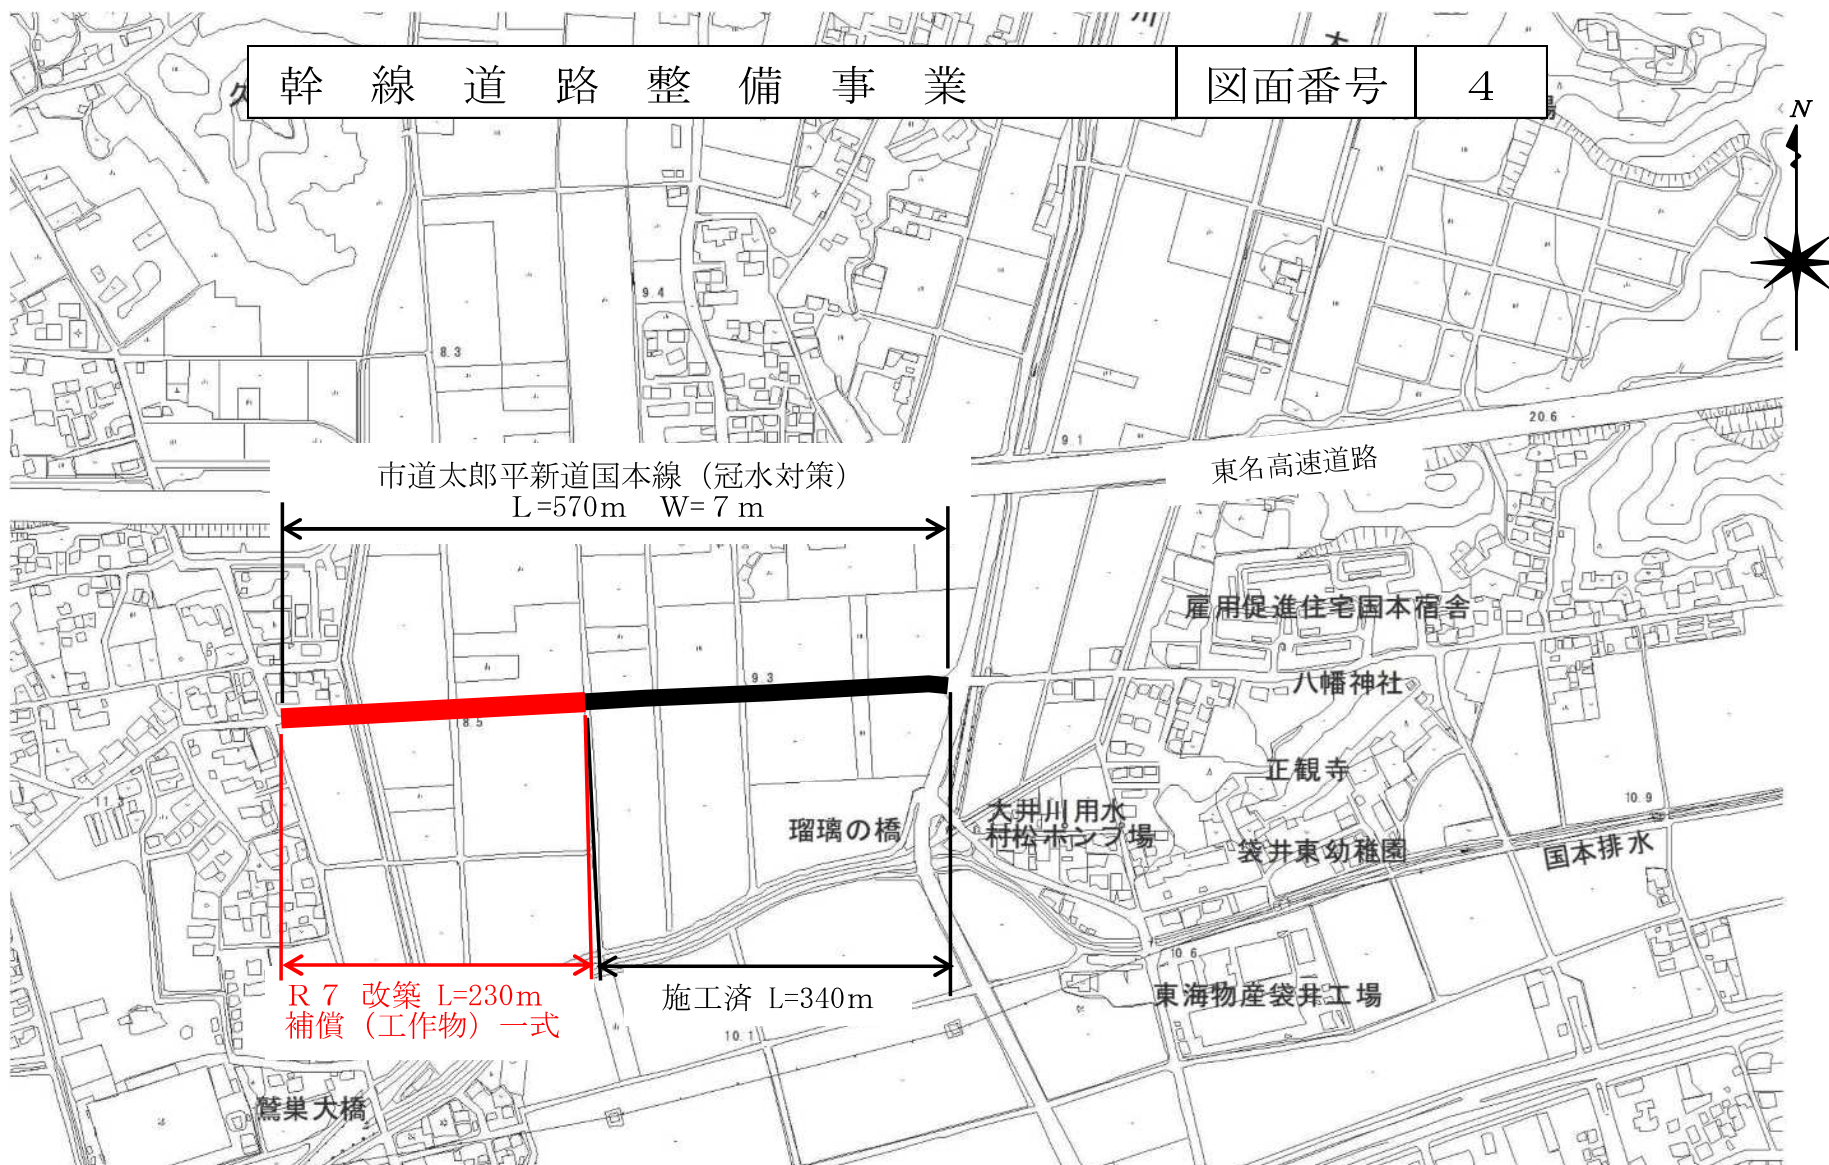 川
木
久
幹線道路整備事業 図面番号 ４
場
N
9.4
8.3
20.6
9.1
市道太郎平新道国本線（冠水対策）
Ｌ=570ｍ　W=７ｍ
東名高速道路
雇用促進住宅国本宿舎
9.3
八幡神社
8.5
正観寺
11.3
10.9
大井川用水
村松ポンプ場
瑠璃の橋
袋井東幼稚園
国本排水
10.6
Ｒ７ 改築 L=230ｍ
補償（工作物）一式
施工済 L=340ｍ
東海物産袋井工場
10.1
鷲巣大橋